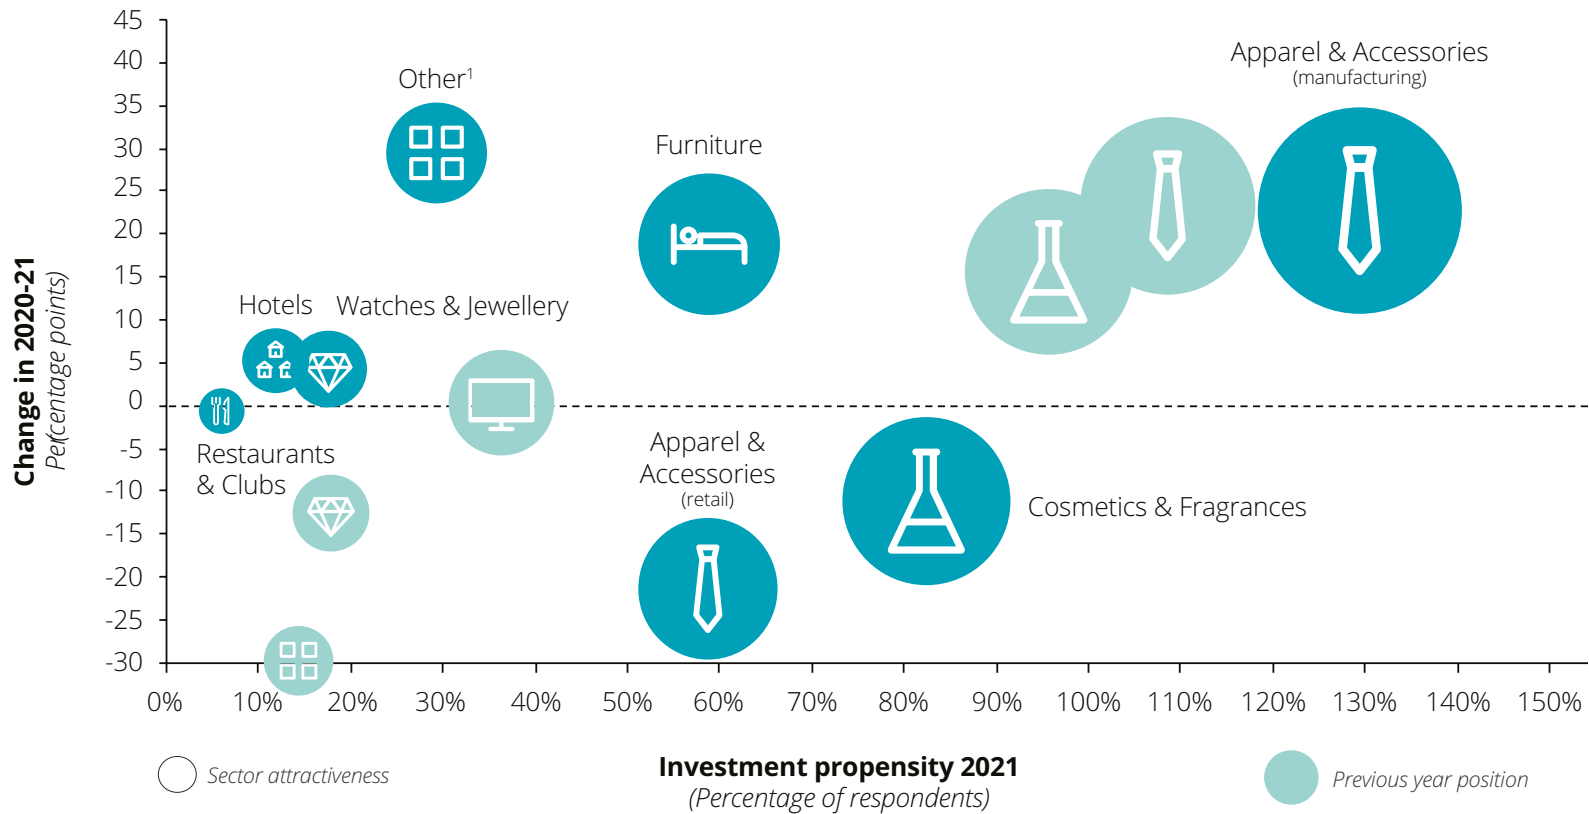 45
40
35
30
25
20
15
10
5
0
-5
-10
-15
-20
-25
-30
Change in 2020-21
(Percentage points)
Other¹
Furniture
Apparel & Accessories
(manufacturing)
Hotels
Watches & Jewellery
Restaurants
& Clubs
Apparel &
Accessories
(retail)
Cosmetics & Fragrances
0% 10% 20% 30% 40% 50% 60% 70% 80% 90% 100% 110% 120% 130% 140% 150%
Sector attractiveness
Investment propensity 2021
(Percentage of respondents)
Previous year position